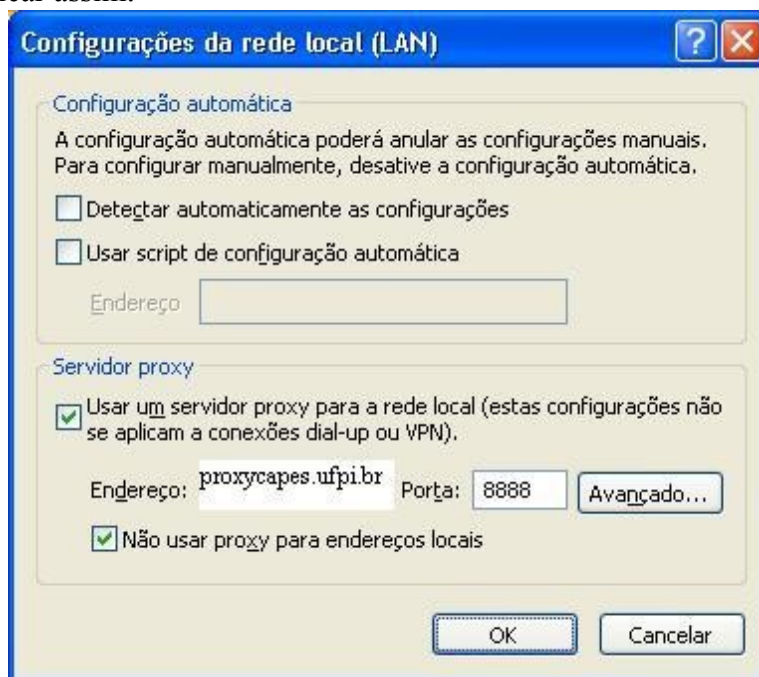 Configurações da rede local (LAN)
Configuração automática
A configuração automática poderá anular as configurações manuais.
Para configurar manualmente, desative a configuração automática.
Detectar automaticamente as configurações
Usar script de configuração automática
Endereço
Servidor proxy
Usar um servidor proxy para a rede local (estas configurações não
se aplicam a conexões dial-up ou VPN).
Endereço: proxycapes.ufpi.br Porta: 8888 Avançado...
Não usar proxy para endereços locais
OK Cancelar